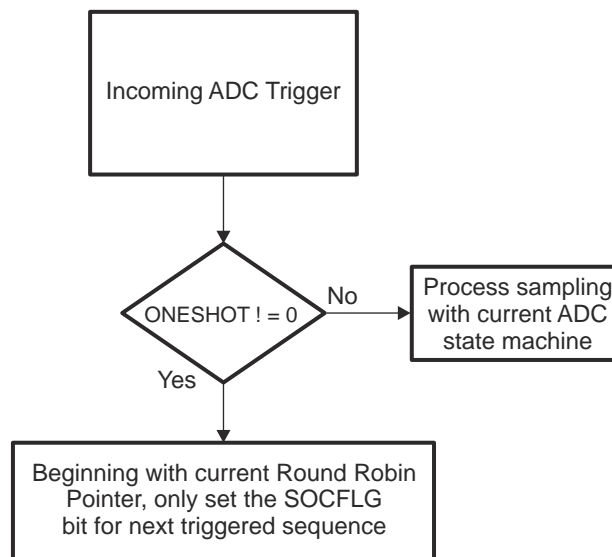 Incoming ADC Trigger
ONESHOT ! = 0
No
Process sampling
with current ADC
state machine
Yes
Beginning with current Round Robin
Pointer, only set the SOCFLG
bit for next triggered sequence